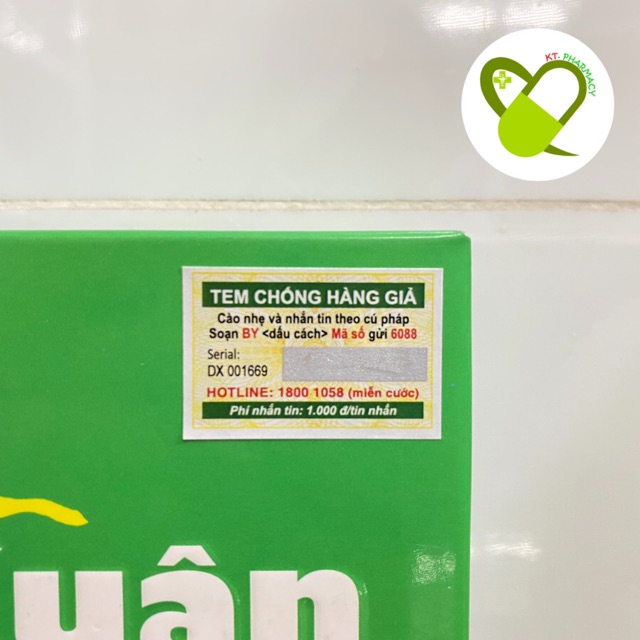 KT. PHARMACY
TEM CHỐNG HÀNG GIẢ
Cào nhẹ và nhắn tin theo cú pháp
Soạn BY <dấu cách> Mã số gửi 6088
Serial:
DX 001669
HOTLINE: 1800 1058 (miễn cước)
Phí nhắn tin: 1.000 đ/tin nhắn
Xuân